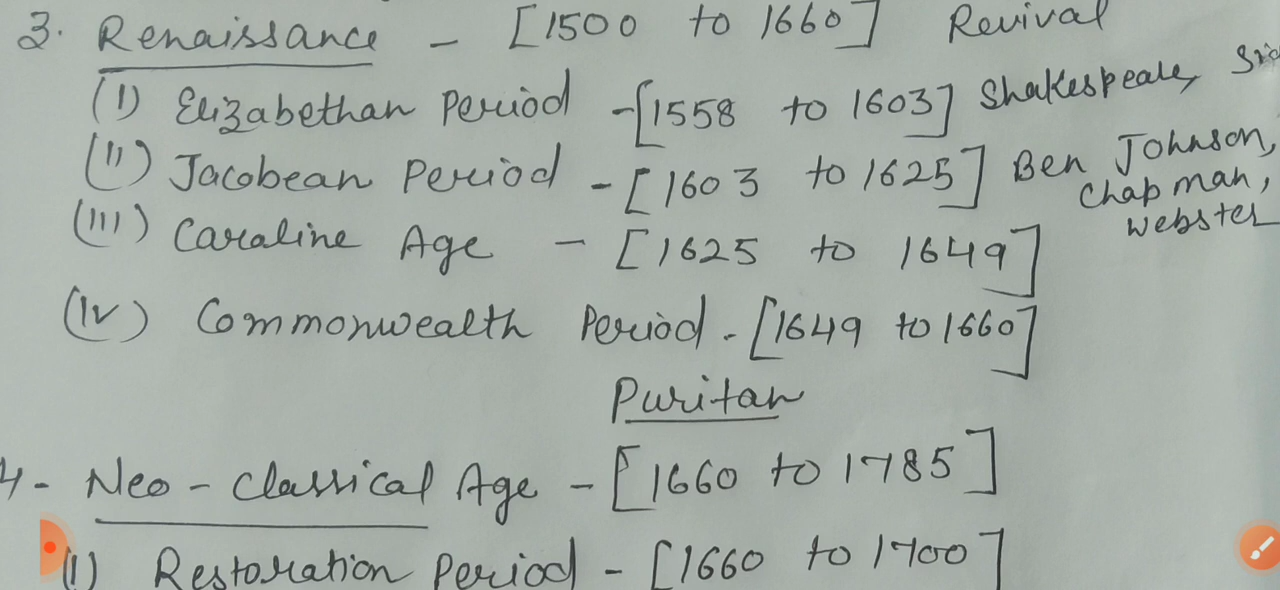 3. Renaissance - [1500 to 1660] Revival
(I) Elizabethan Period - [1558 to 1603] Shakespeare,
(II) Jacobean Period - [1603 to 1625] Ben Johnson,
Chapman,
Webster
(III) Caraline Age - [1625 to 1649]
(IV) Commonwealth Period - [1649 to 1660]
Puritan
4- Neo-classical Age - [1660 to 1785]
(I) Restoration Period - [1660 to 1700]